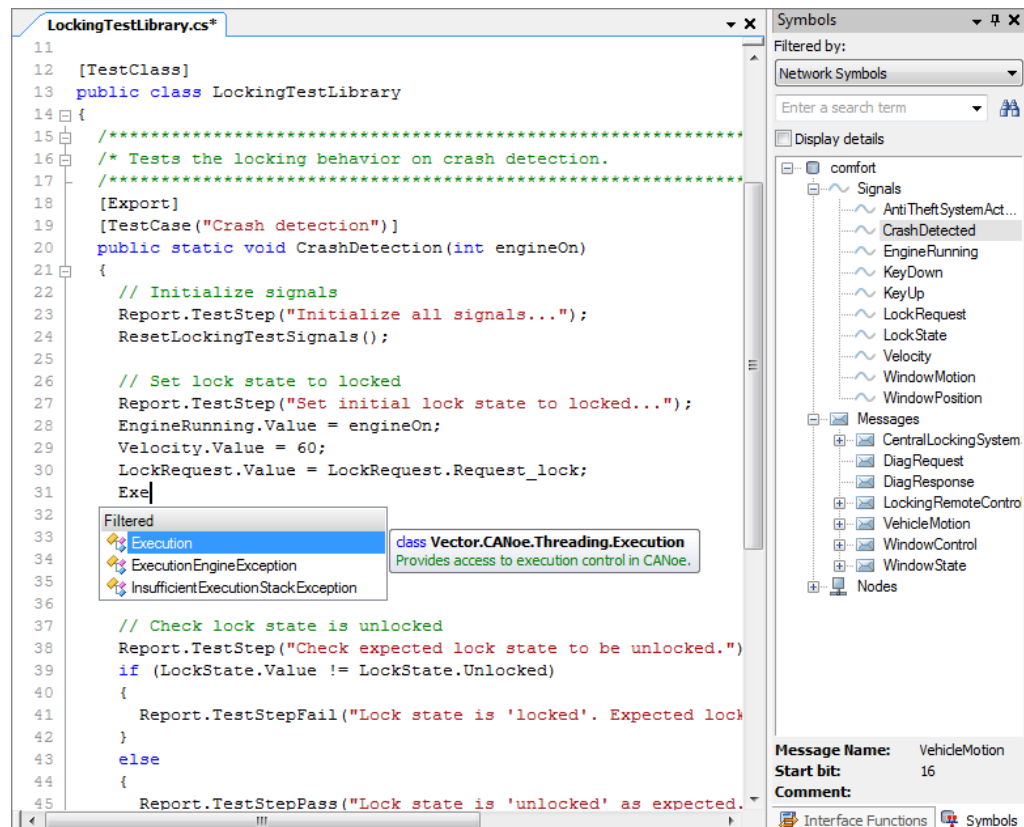 LockingTestLibrary.cs*
11
12 [TestClass]
13 public class LockingTestLibrary
14 {
15 /*************************************************************
16 /* Tests the locking behavior on crash detection.
17 /*************************************************************
18 [Export]
19 [TestCase("Crash detection")]
20 public static void CrashDetection(int engineOn)
21 {
22 // Initialize signals
23 Report.TestStep("Initialize all signals...");
24 ResetLockingTestSignals();
25
26 // Set lock state to locked
27 Report.TestStep("Set initial lock state to locked...");
28 EngineRunning.Value = engineOn;
29 Velocity.Value = 60;
30 LockRequest.Value = LockRequest.Request_lock;
31 Exe
32
33
34
35
36
Filtered
Execution
ExecutionEngineException
InsufficientExecutionStackException
class Vector.CANoe.Threading.Execution
Provides access to execution control in CANoe.
37 // Check lock state is unlocked
38 Report.TestStep("Check expected lock state to be unlocked.")
39 if (LockState.Value != LockState.Unlocked)
40 {
41 Report.TestStepFail("Lock state is 'locked'. Expected lock
42 }
43 else
44 {
45 Report.TestStepPass("Lock state is 'unlocked' as expected.
Symbols
Filtered by:
Network Symbols
Enter a search term
Display details
comfort
Signals
AntiTheftSystemAct...
CrashDetected
EngineRunning
KeyDown
KeyUp
LockRequest
LockState
Velocity
WindowMotion
WindowPosition
Messages
CentralLockingSystem
DiagRequest
DiagResponse
LockingRemoteControl
VehicleMotion
WindowControl
WindowState
Nodes
Message Name: VehicleMotion
Start bit: 16
Comment:
Interface Functions
Symbols